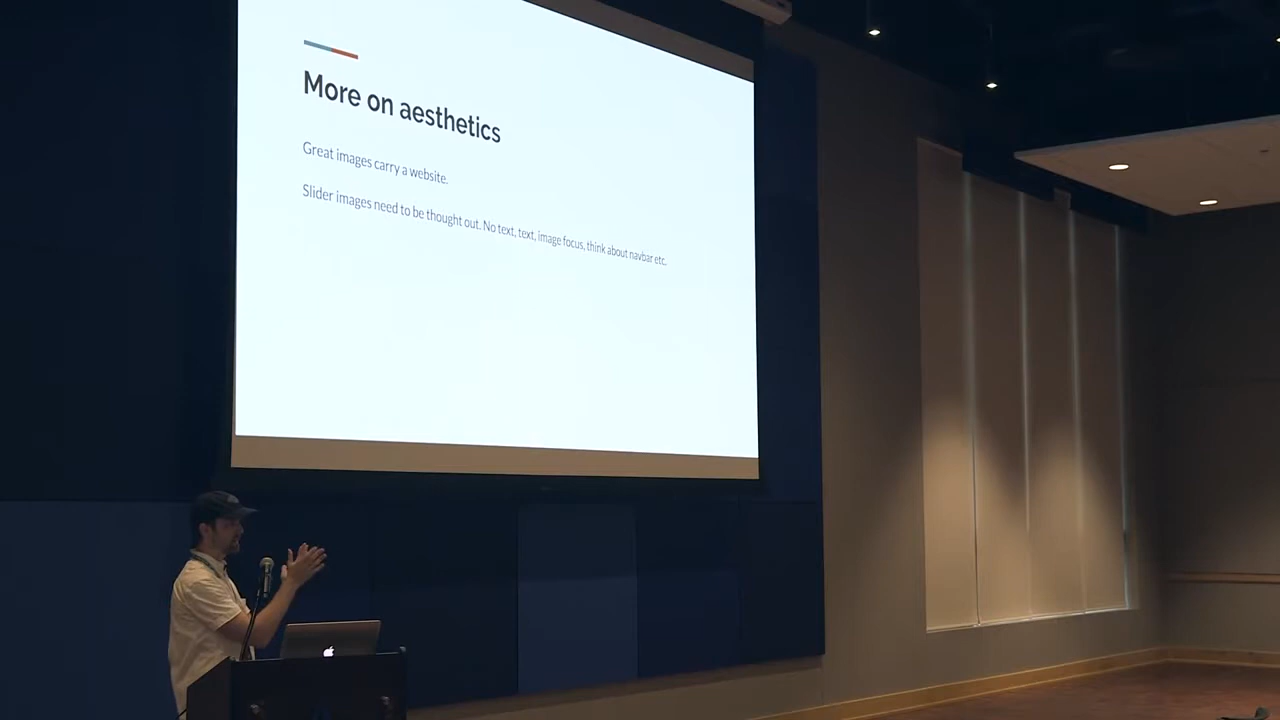 More on aesthetics
Great images carry a website.
Slider images need to be thought out. No text, text, image focus, think about navbar etc.